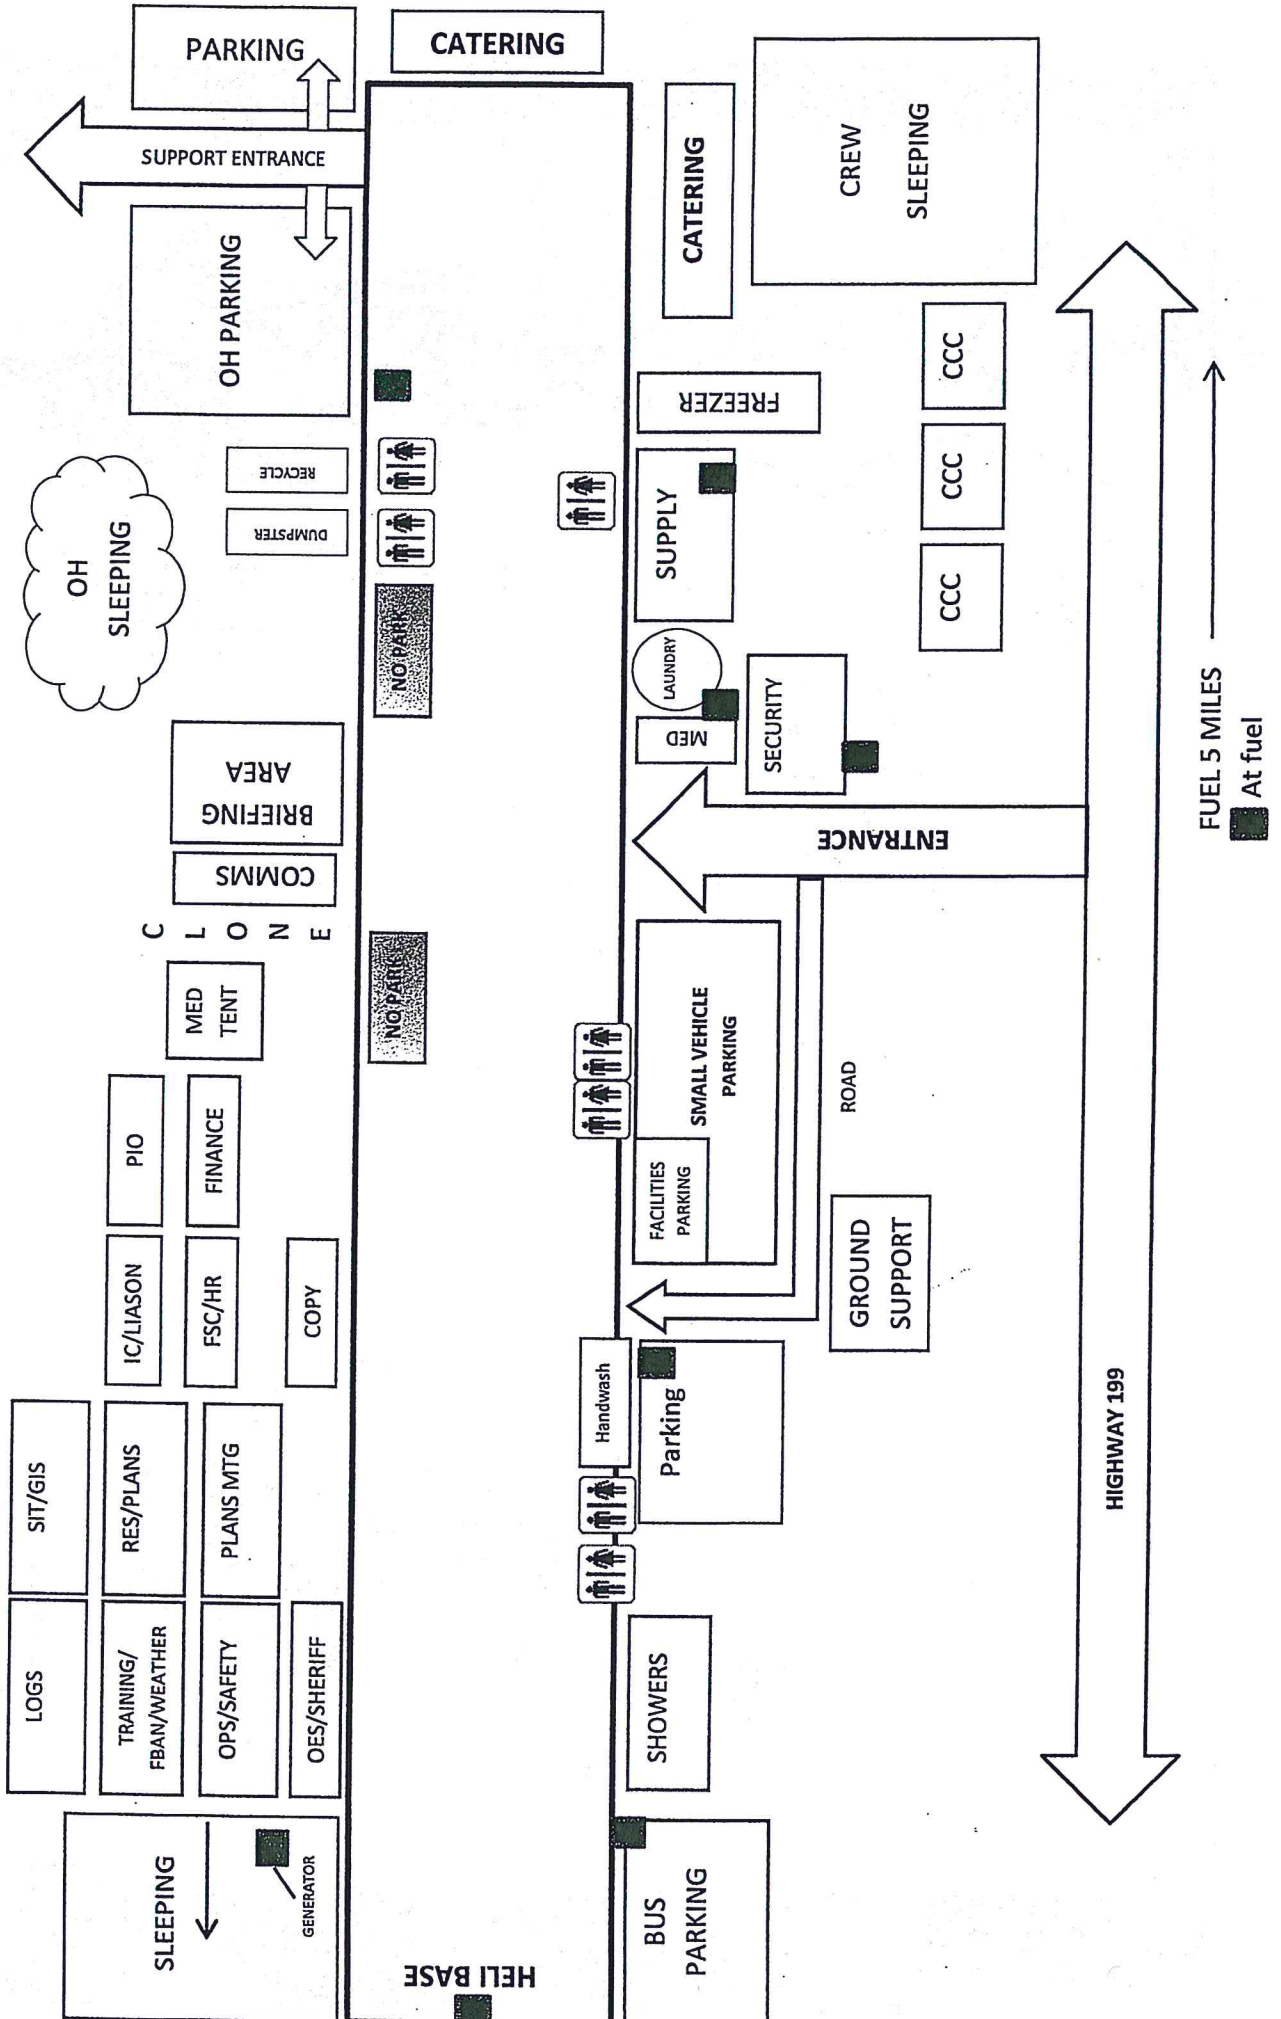 PARKING
CATERING
SUPPORT ENTRANCE
OH PARKING
CATERING
CREW
SLEEPING
RECYCLE
DUMPSTER
OH
SLEEPING
FREEZER
SUPPLY
CCC
CCC
CCC
NO PARK
LAUNDRY
MED
SECURITY
BRIEFING
AREA
COMMS
C
L
O
N
E
ENTRANCE
FUEL 5 MILES
At fuel
MED
TENT
NO PARK
SMALL VEHICLE
PARKING
FACILITIES
PARKING
ROAD
PIO
FINANCE
IC/LIASON
FSC/HR
COPY
GROUND
SUPPORT
Handwash
Parking
SIT/GIS
RES/PLANS
PLANS MTG
HIGHWAY 199
LOGS
TRAINING/
FBAN/WEATHER
OPS/SAFETY
OES/SHERIFF
SHOWERS
SLEEPING
GENERATOR
HELI BASE
BUS
PARKING